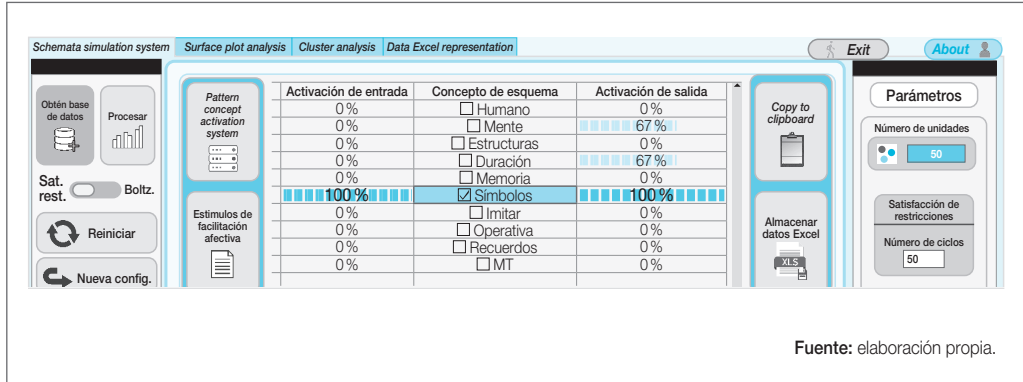 Schemata simulation system Surface plot analysis Cluster analysis Data Excel representation Exit About
Obtén base
de datos
Procesar
Sat.
rest.
Boltz.
Reiniciar
Nueva config.
Pattern
concept
activation
system
Estimulos de
facilitación
afectiva
Activación de entrada Concepto de esquema Activación de salida
0% Humano 0%
0% Mente 67%
0% Estructuras 0%
0% Duración 67%
0% Memoria 0%
100% Símbolos 100%
0% Imitar 0%
0% Operativa 0%
0% Recuerdos 0%
0% MT 0%
Copy to
clipboard
Almacenar
datos Excel
XLS
Parámetros
Número de unidades
50
Satisfacción de
restricciones
Número de ciclos
50
Fuente: elaboración propia.